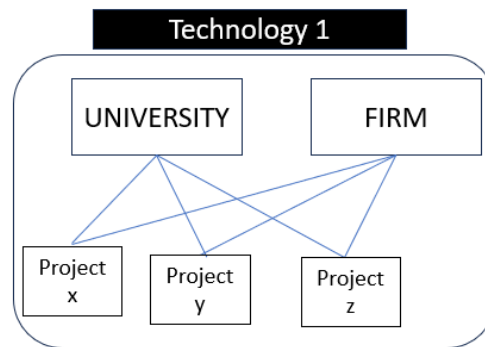 Technology 1
UNIVERSITY
FIRM
Project
x
Project
y
Project
z